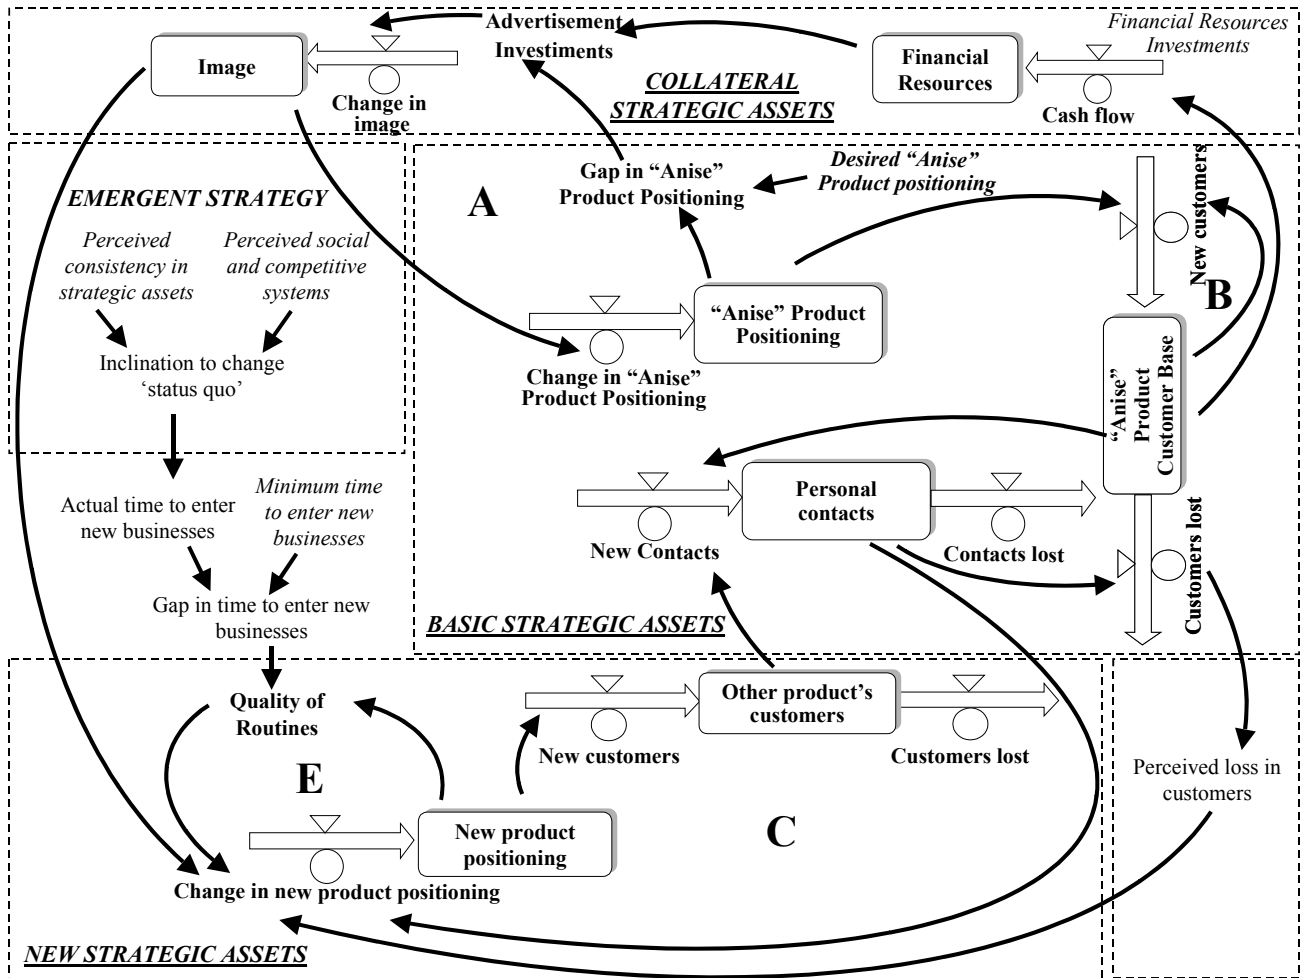 Advertisement
Investiments
Financial Resources
Investments
Image
Financial
Resources
COLLATERAL
STRATEGIC ASSETS
Change in
image
Cash flow
EMERGENT STRATEGY
Perceived
consistency in
strategic assets
Perceived social
and competitive
systems
Inclination to change
‘status quo’
Actual time to enter
new businesses
Minimum time
to enter new
businesses
Gap in time to enter new
businesses
A
Gap in “Anise”
Product Positioning
Desired “Anise”
Product positioning
New customers
B
“Anise” Product
Positioning
Change in “Anise”
Product Positioning
“Anise”
Product
Customer Base
Personal
contacts
New Contacts
Contacts lost
Customers lost
BASIC STRATEGIC ASSETS
Quality of
Routines
Other product’s
customers
New customers
Customers lost
E
New product
positioning
C
Change in new product positioning
NEW STRATEGIC ASSETS
Perceived loss in
customers